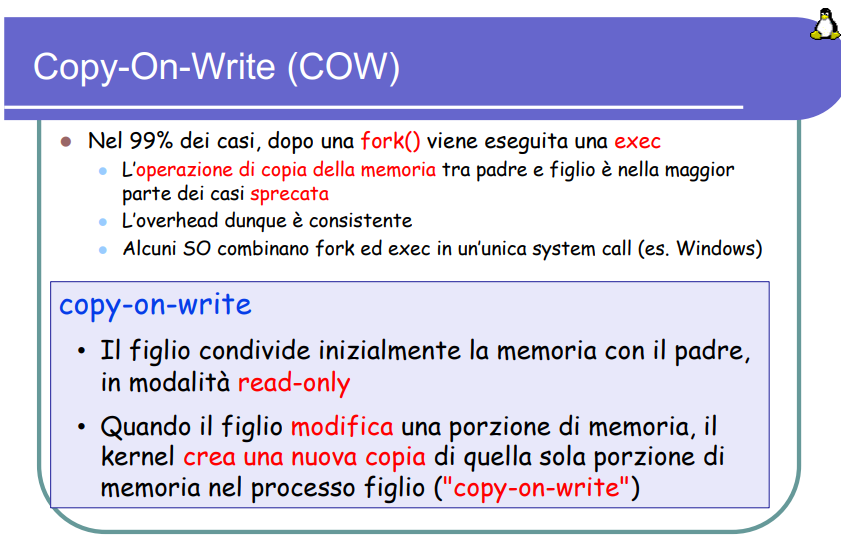 Copy-On-Write (COW)
● Nel 99% dei casi, dopo una fork() viene eseguita una exec
● L'operazione di copia della memoria tra padre e figlio è nella maggior
parte dei casi sprecata
● L'overhead dunque è consistente
● Alcuni SO combinano fork ed exec in un'unica system call (es. Windows)
copy-on-write
• Il figlio condivide inizialmente la memoria con il padre,
in modalità read-only
• Quando il figlio modifica una porzione di memoria, il
kernel crea una nuova copia di quella sola porzione di
memoria nel processo figlio ("copy-on-write")